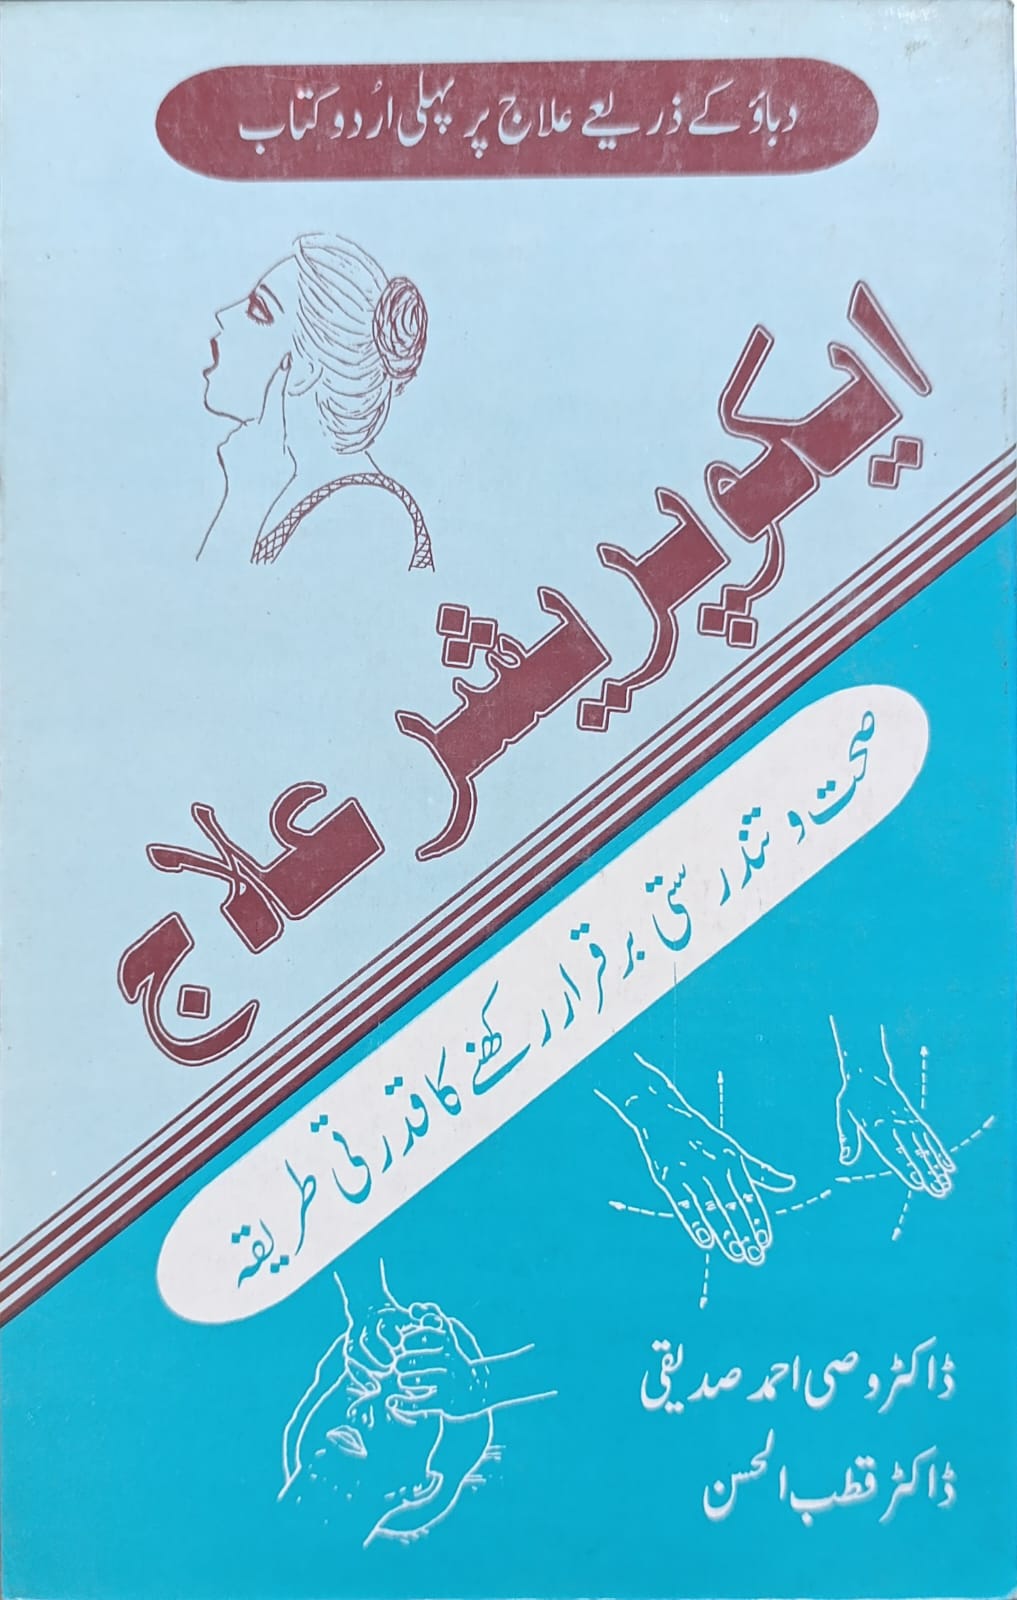 دباؤ کے ذریعے علاج پر پہلی اُردو کتاب
ایکوپریشر علاج
صحت و تندرستی برقرار رکھنے کا قدرتی طریقہ
ڈاکٹر وصی احمد صدیقی
ڈاکٹر قطب الحسن